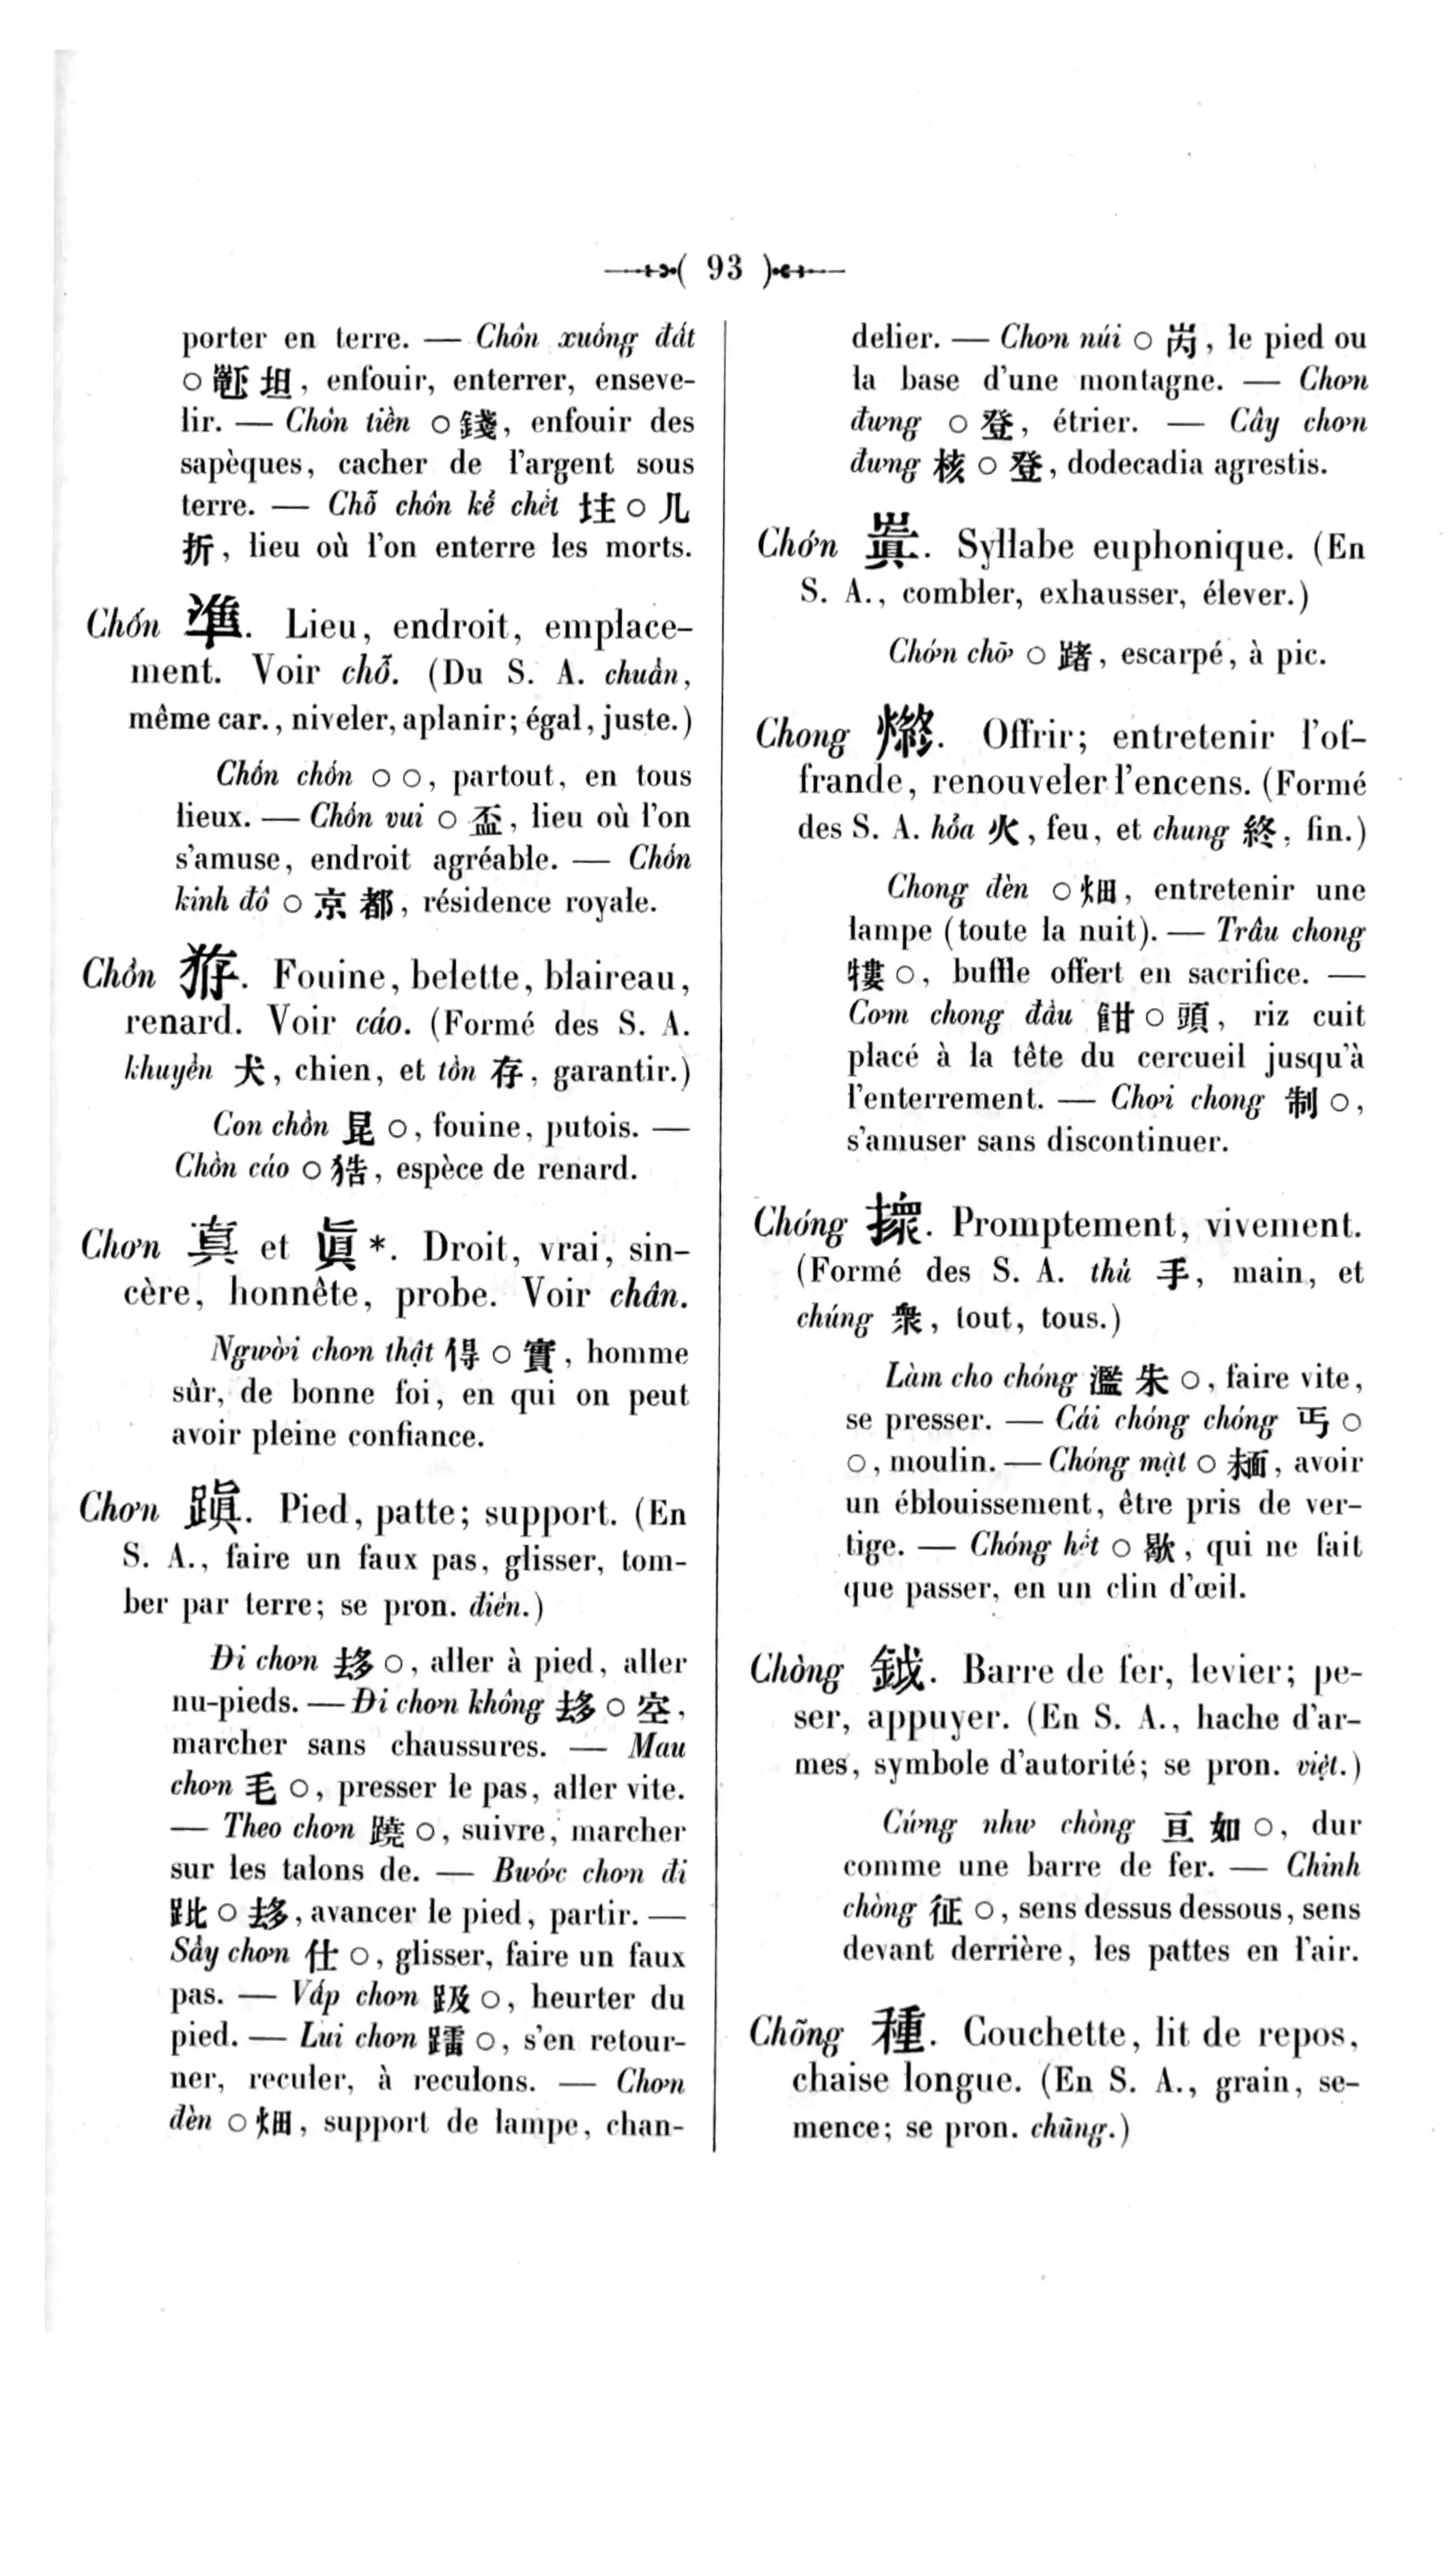 ( 93 )
porter en terre. — Chôn xuống đất
○ 坦, enfouir, enterrer, enseve-
lir. — Chôn tiền ○ 錢, enfouir des
sapèques, cacher de l'argent sous
terre. — Chỗ chôn kẻ chết 拄 ○ 几
折, lieu où l'on enterre les morts.
Chốn 準. Lieu, endroit, emplace-
ment. Voir chỗ. (Du S. A. chuẩn,
même car., niveler, aplanir; égal, juste.)
Chốn chốn ○ ○, partout, en tous
lieux. — Chốn vui ○ 盃, lieu où l'on
s'amuse, endroit agréable. — Chốn
kinh đô ○ 京 都, résidence royale.
Chồn 㹳. Fouine, belette, blaireau,
renard. Voir cáo. (Formé des S. A.
khuyển 犬, chien, et tồn 存, garantir.)
Con chồn 昆 ○, fouine, putois. —
Chồn cáo ○ 𤞺, espèce de renard.
Chơn 真 et 眞 *. Droit, vrai, sin-
cère, honnête, probe. Voir chân.
Người chơn thật 得 ○ 實, homme
sûr, de bonne foi, en qui on peut
avoir pleine confiance.
Chơn 蹎. Pied, patte; support. (En
S. A., faire un faux pas, glisser, tom-
ber par terre; se pron. điên.)
Đi chơn 𠫾 ○, aller à pied, aller
nu-pieds. — Đi chơn không 𠫾 ○ 空,
marcher sans chaussures. — Mau
chơn 毛 ○, presser le pas, aller vite.
— Theo chơn 蹺 ○, suivre, marcher
sur les talons de. — Bước chơn đi
跐 ○ 𠫾, avancer le pied, partir. —
Sẩy chơn 仕 ○, glisser, faire un faux
pas. — Vấp chơn 趿 ○, heurter du
pied. — Lui chơn 䠣 ○, s'en retour-
ner, reculer, à reculons. — Chơn
đèn ○ 畑, support de lampe, chan-
delier. — Chơn núi ○ 𡶀, le pied ou
la base d'une montagne. — Chơn
đưng ○ 登, étrier. — Cây chơn
đưng 核 ○ 登, dodecadia agrestis.
Chớn. Syllabe euphonique. (En
S. A., combler, exhausser, élever.)
Chớn chở ○ 躇, escarpé, à pic.
Chong. Offrir; entretenir l'of-
frande, renouveler l'encens. (Formé
des S. A. hỏa 火, feu, et chung 終, fin.)
Chong đèn ○ 畑, entretenir une
lampe (toute la nuit). — Trâu chong
𤛠 ○, buffle offert en sacrifice. —
Cơm chong đầu 𩚵 ○ 頭, riz cuit
placé à la tête du cercueil jusqu'à
l'enterrement. — Chơi chong 制 ○,
s'amuser sans discontinuer.
Chóng. Promptement, vivement.
(Formé des S. A. thủ 手, main, et
chúng 衆, tout, tous.)
Làm cho chóng 濫 朱 ○, faire vite,
se presser. — Cái chóng chóng 丐 ○
○, moulin. — Chóng mặt ○ 𩈘, avoir
un éblouissement, être pris de ver-
tige. — Chóng hết ○ 歇, qui ne fait
que passer, en un clin d'œil.
Chòng 鉞. Barre de fer, levier; pe-
ser, appuyer. (En S. A., hache d'ar-
mes, symbole d'autorité; se pron. việt.)
Cứng như chòng 亘 如 ○, dur
comme une barre de fer. — Chinh
chòng 征 ○, sens dessus dessous, sens
devant derrière, les pattes en l'air.
Chõng 種. Couchette, lit de repos,
chaise longue. (En S. A., grain, se-
mence; se pron. chũng.)